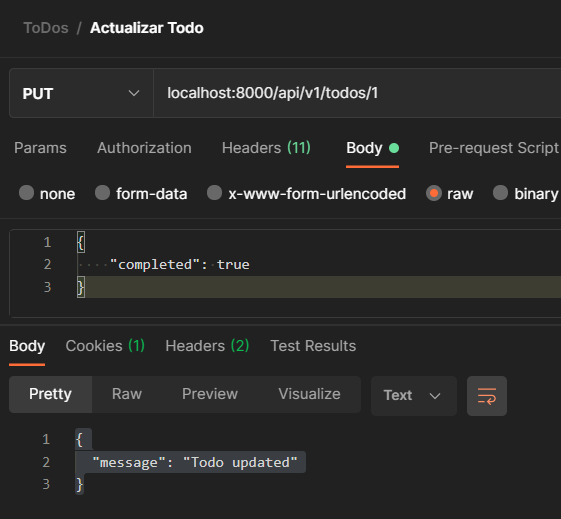 ToDos / Actualizar Todo
PUT localhost:8000/api/v1/todos/1
Params Authorization Headers (11) Body Pre-request Script
none form-data x-www-form-urlencoded raw binary
1 {
2 "completed": true
3 }
Body Cookies (1) Headers (2) Test Results
Pretty Raw Preview Visualize Text
1 {
2 "message": "Todo updated"
3 }